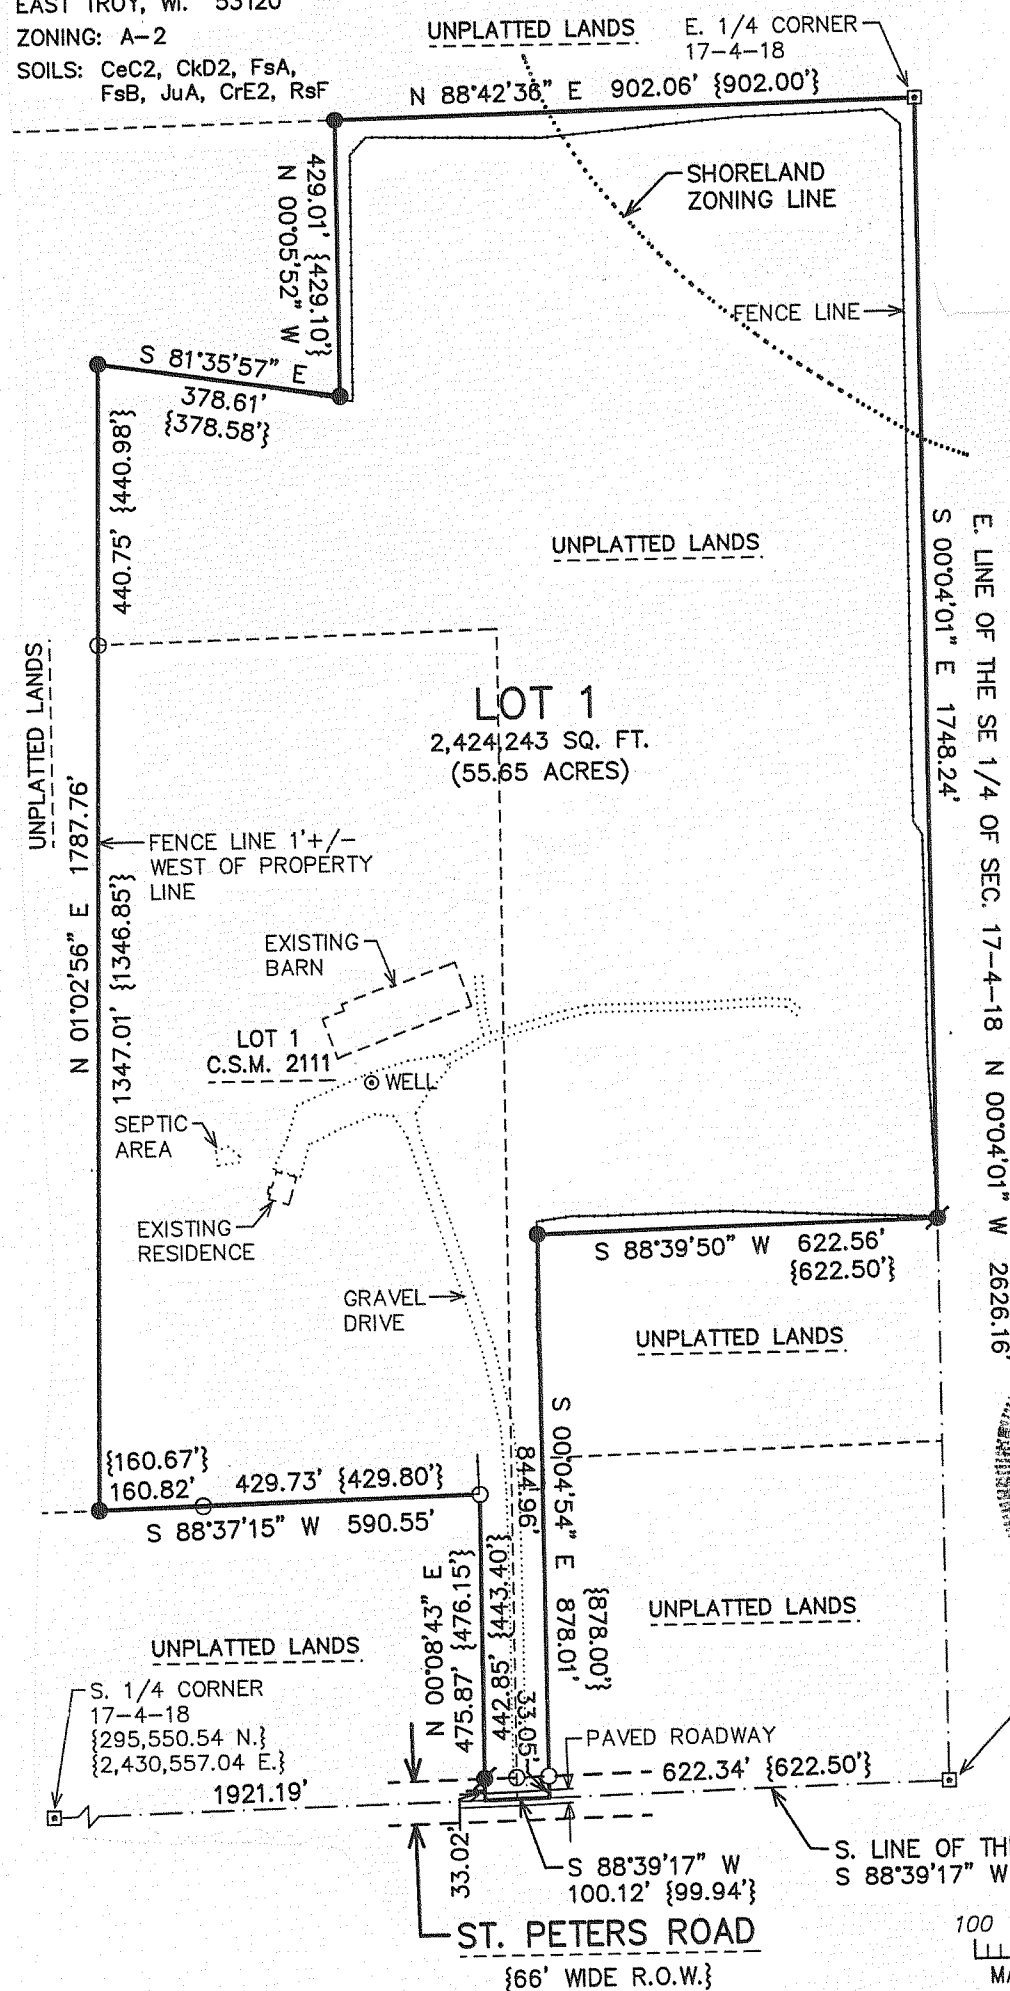 EAST TROY, WI. 53120
ZONING: A-2
SOILS: CeC2, CkD2, FsA,
FsB, JuA, CrE2, RsF
UNPLATTED LANDS
E. 1/4 CORNER
17-4-18
N 88°42'36" E 902.06' {902.00'}
SHORELAND
ZONING LINE
FENCE LINE
429.01' {429.10'}
N 00°05'52" W
S 81°35'57" E
378.61'
{378.58'}
440.75' {440.98'}
UNPLATTED LANDS
S 00°04'01" E 1748.24'
E. LINE OF THE SE 1/4 OF SEC. 17-4-18 N 00°04'01" W 2626.16'
UNPLATTED LANDS
LOT 1
2,424,243 SQ. FT.
(55.65 ACRES)
N 01°02'56" E 1787.76'
1347.01' {1346.85'}
FENCE LINE 1'+/-
WEST OF PROPERTY
LINE
EXISTING
BARN
LOT 1
C.S.M. 2111
WELL
SEPTIC
AREA
EXISTING
RESIDENCE
GRAVEL
DRIVE
S 88°39'50" W 622.56'
{622.50'}
UNPLATTED LANDS
{160.67'}
160.82'
429.73' {429.80'}
S 88°37'15" W 590.55'
844.96'
S 00°04'54" E 878.01'
{878.00'}
N 00°08'43" E
475.87' {476.15'}
442.85' {443.40'}
33.05'
UNPLATTED LANDS
UNPLATTED LANDS
S. 1/4 CORNER
17-4-18
{295,550.54 N.}
{2,430,557.04 E.}
1921.19'
PAVED ROADWAY
622.34' {622.50'}
33.02'
S 88°39'17" W
100.12' {99.94'}
S. LINE OF
S 88°39'17" W
ST. PETERS ROAD
{66' WIDE R.O.W.}
100